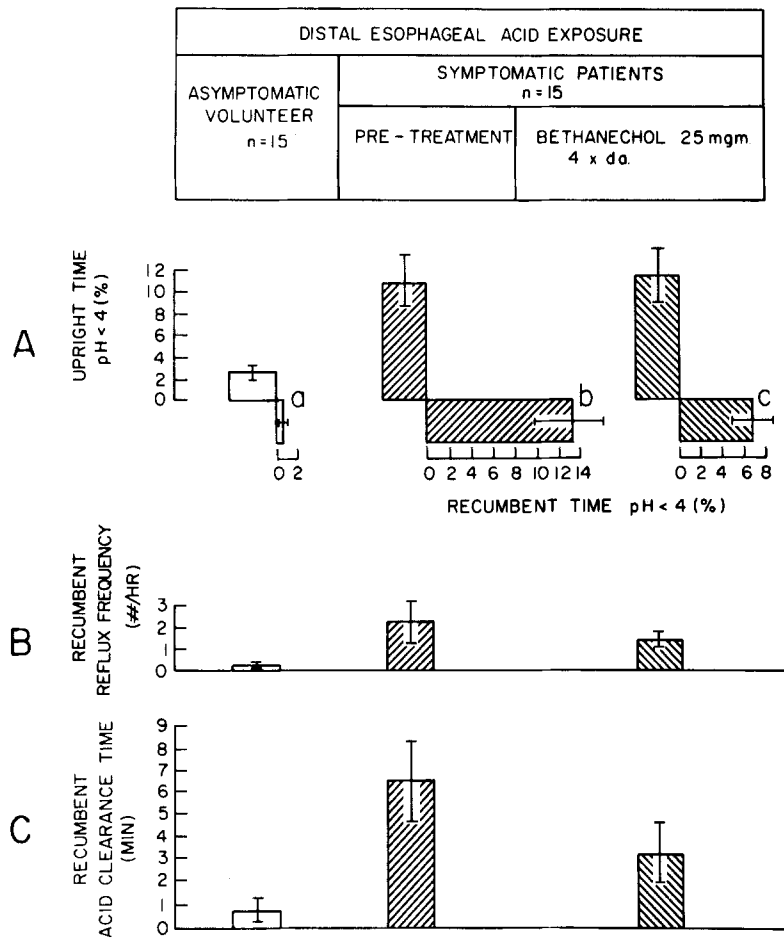 DISTAL ESOPHAGEAL ACID EXPOSURE
ASYMPTOMATIC
VOLUNTEER
n=15
SYMPTOMATIC PATIENTS
n=15
PRE-TREATMENT
BETHANECHOL 25 mgm.
4 x da.
A
UPRIGHT TIME
pH < 4 (%)
12
10
8
6
4
2
0
a
b
c
0 2
0 2 4 6 8 10 12 14
0 2 4 6 8
RECUMBENT TIME pH < 4 (%)
B
RECUMBENT
REFLUX FREQUENCY
(#/HR)
3
2
1
0
C
RECUMBENT
ACID CLEARANCE TIME
(MIN)
9
8
7
6
5
4
3
2
1
0